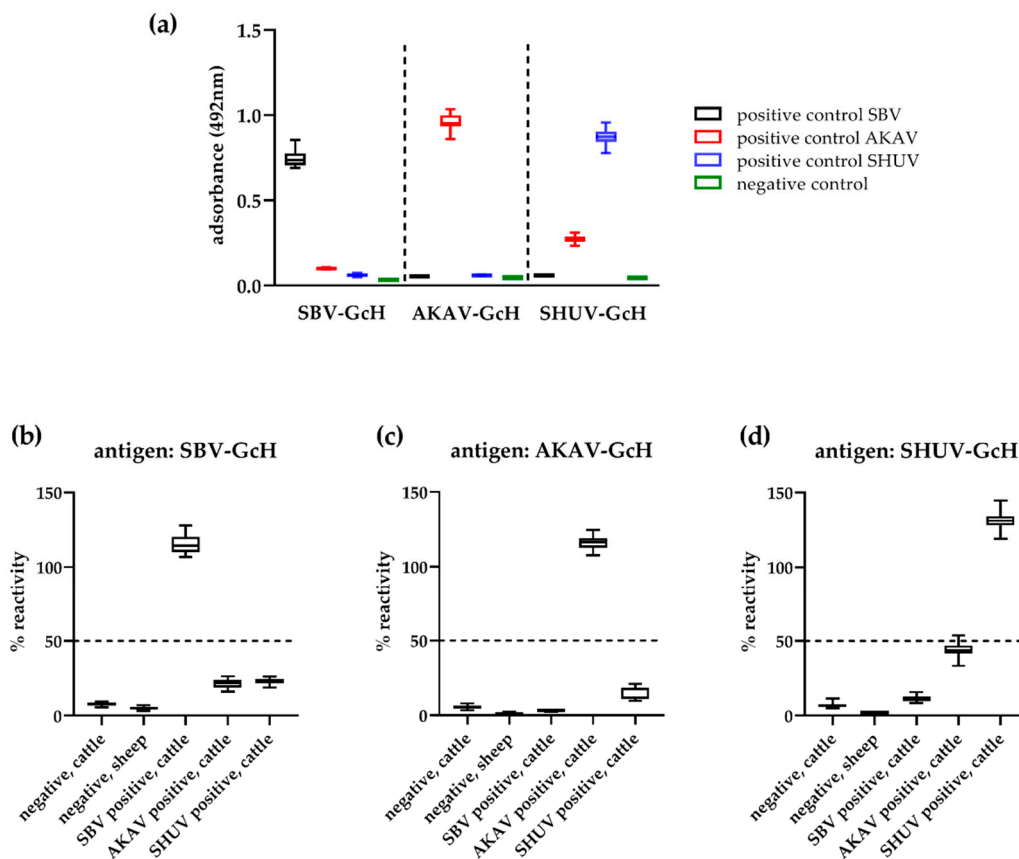 (a)
1.5
1.0
0.5
0.0
adsorbance (492nm)
SBV-GcH AKAV-GcH SHUV-GcH
positive control SBV
positive control AKAV
positive control SHUV
negative control
(b)
antigen: SBV-GcH
150
100
50
0
% reactivity
negative, cattle
negative, sheep
SBV positive, cattle
AKAV positive, cattle
SHUV positive, cattle
(c)
antigen: AKAV-GcH
150
100
50
0
% reactivity
negative, cattle
negative, sheep
SBV positive, cattle
AKAV positive, cattle
SHUV positive, cattle
(d)
antigen: SHUV-GcH
150
100
50
0
% reactivity
negative, cattle
negative, sheep
SBV positive, cattle
AKAV positive, cattle
SHUV positive, cattle